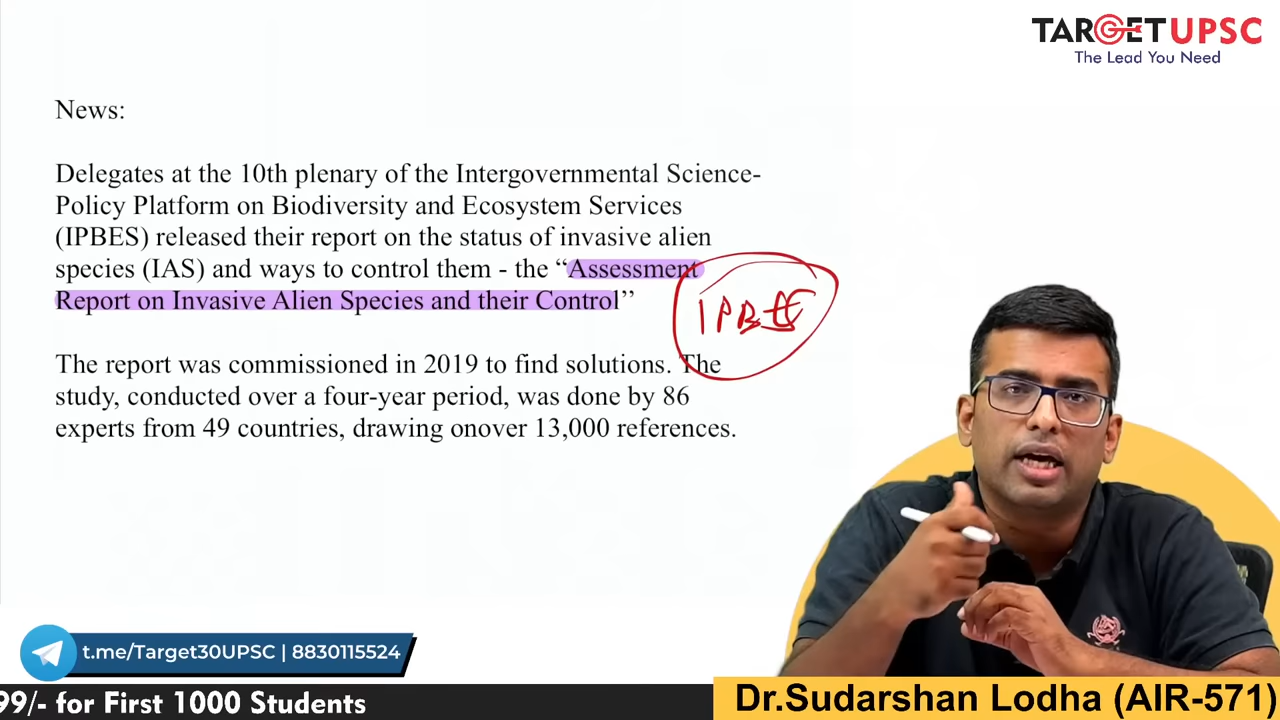 TARGETUPSC
The Lead You Need
News:
Delegates at the 10th plenary of the Intergovernmental Science-
Policy Platform on Biodiversity and Ecosystem Services
(IPBES) released their report on the status of invasive alien
species (IAS) and ways to control them - the “Assessment
Report on Invasive Alien Species and their Control’’
IPBES
The report was commissioned in 2019 to find solutions. The
study, conducted over a four-year period, was done by 86
experts from 49 countries, drawing onover 13,000 references.
t.me/Target30UPSC | 8830115524
99/- for First 1000 Students
Dr.Sudarshan Lodha (AIR-571)